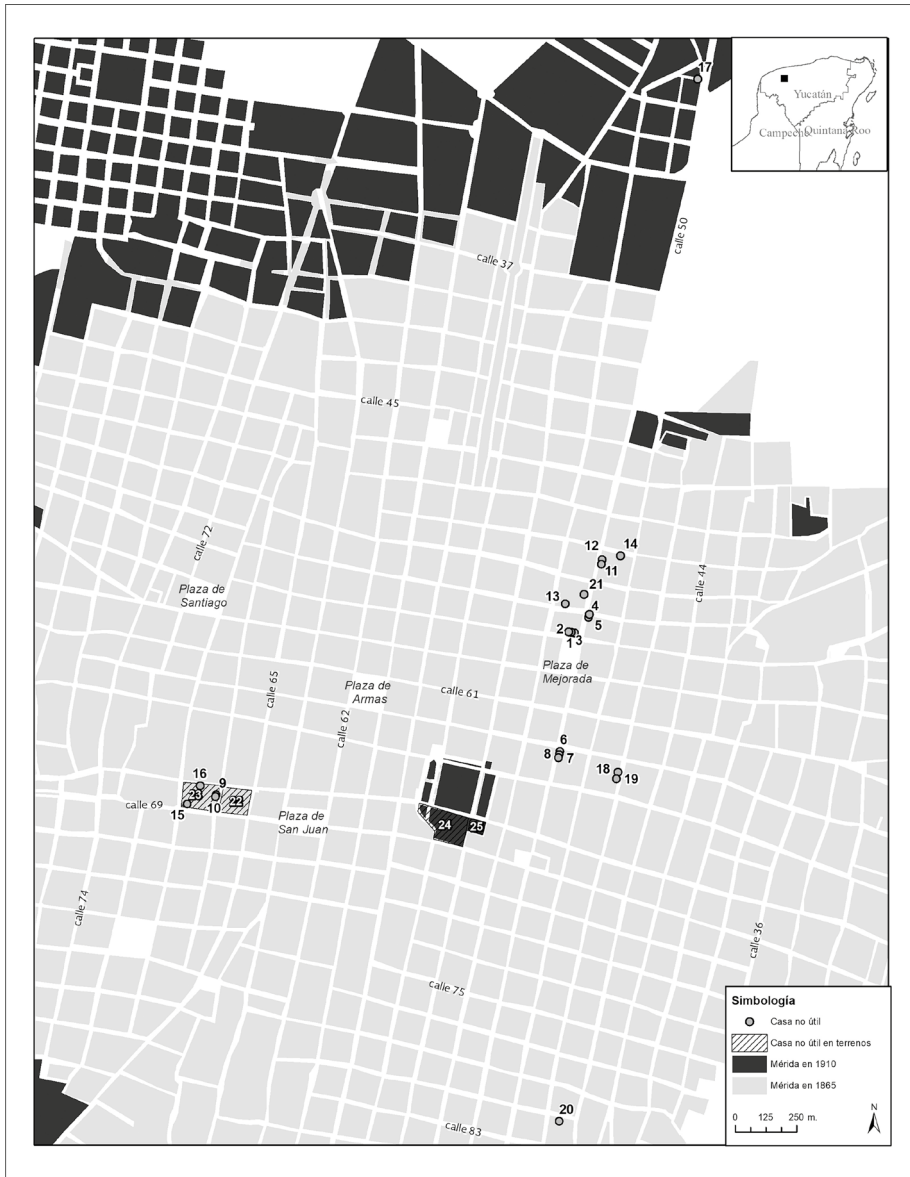 17
Yucatán
Campeche
Quintana Roo
calle 50
calle 37
calle 45
calle 72
12
14
11
calle 44
21
Plaza de
Santiago
13
4
5
2
1
3
Plaza de
Mejorada
calle 65
Plaza de
Armas
calle 61
calle 62
6
8
7
18
19
16
9
23
22
10
calle 69
15
Plaza de
San Juan
24
25
calle 74
calle 36
calle 75
Simbología
Casa no útil
Casa no útil en terrenos
Mérida en 1910
Mérida en 1865
0 125 250 m.
N
20
calle 83